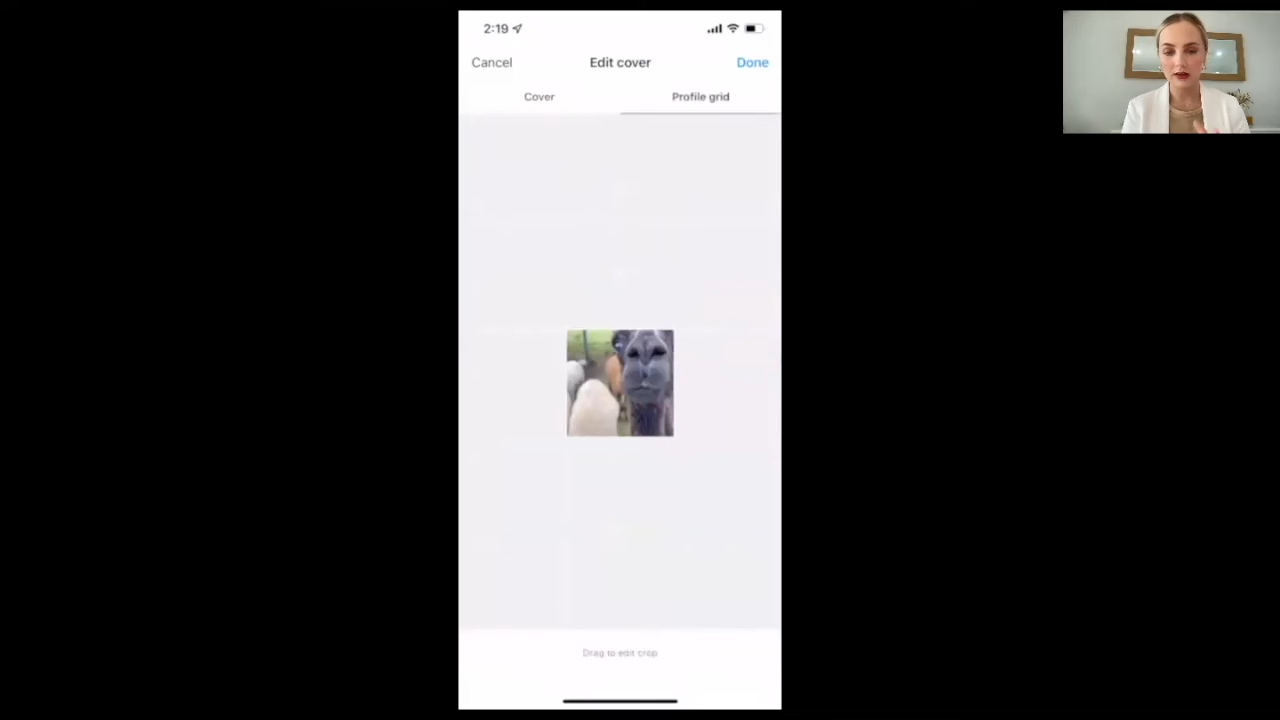 2:19
Cancel
Edit cover
Done
Cover
Profile grid
Drag to edit crop